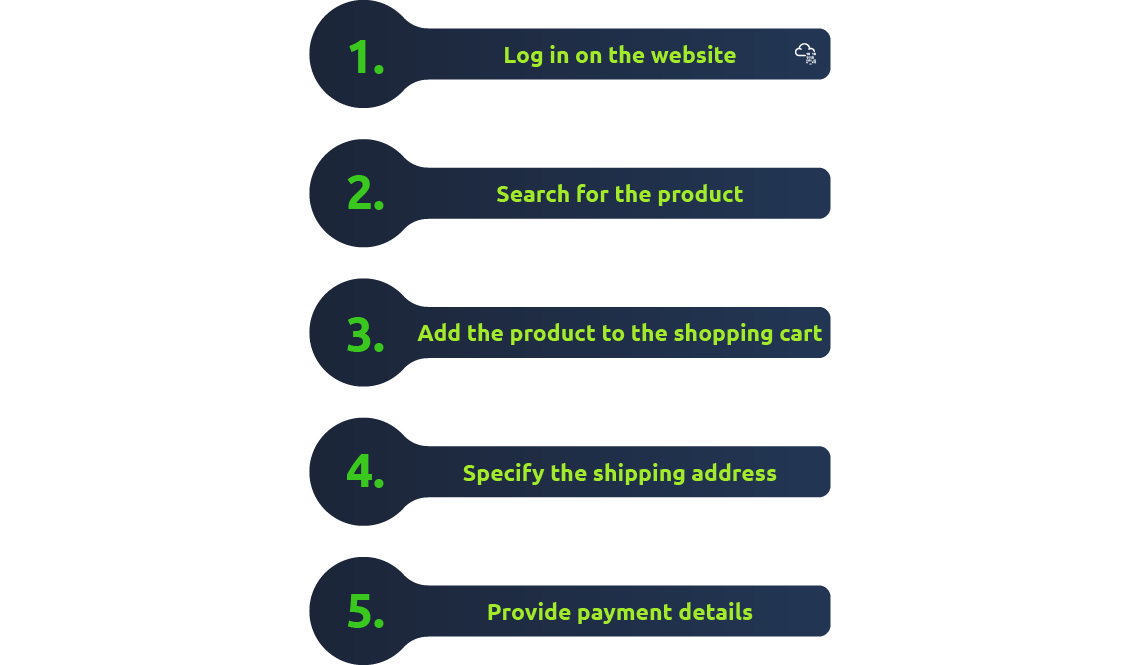 1. Log in on the website
2. Search for the product
3. Add the product to the shopping cart
4. Specify the shipping address
5. Provide payment details